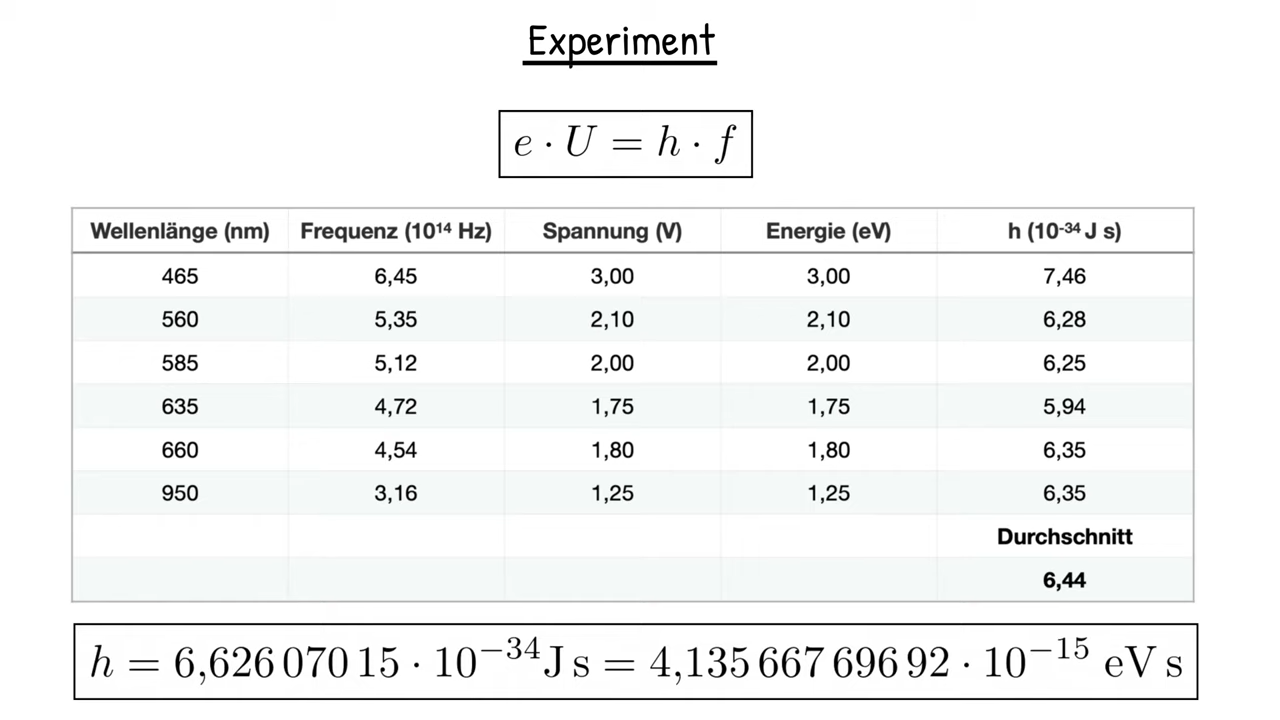 Experiment
e · U = h · f
Wellenlänge (nm) Frequenz (10¹⁴ Hz) Spannung (V) Energie (eV) h (10⁻³⁴ J s)
465 6,45 3,00 3,00 7,46
560 5,35 2,10 2,10 6,28
585 5,12 2,00 2,00 6,25
635 4,72 1,75 1,75 5,94
660 4,54 1,80 1,80 6,35
950 3,16 1,25 1,25 6,35
Durchschnitt
6,44
h = 6,626 070 15 · 10⁻³⁴ J s = 4,135 667 696 92 · 10⁻¹⁵ eV s